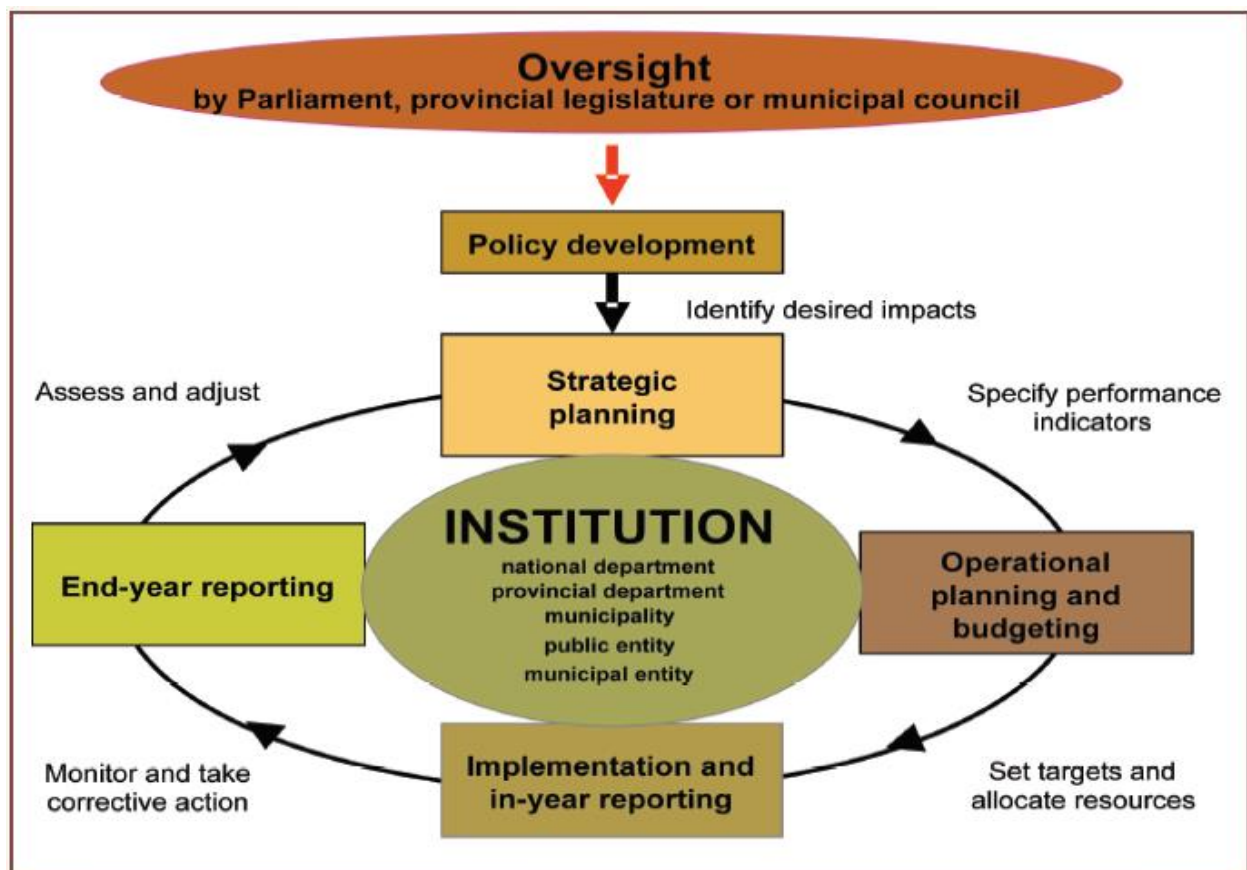 Oversight
by Parliament, provincial legislature or municipal council
Policy development
Identify desired impacts
Strategic
planning
Assess and adjust
Specify performance
indicators
INSTITUTION
national department
provincial department
municipality
public entity
municipal entity
End-year reporting
Operational
planning and
budgeting
Implementation and
in-year reporting
Monitor and take
corrective action
Set targets and
allocate resources